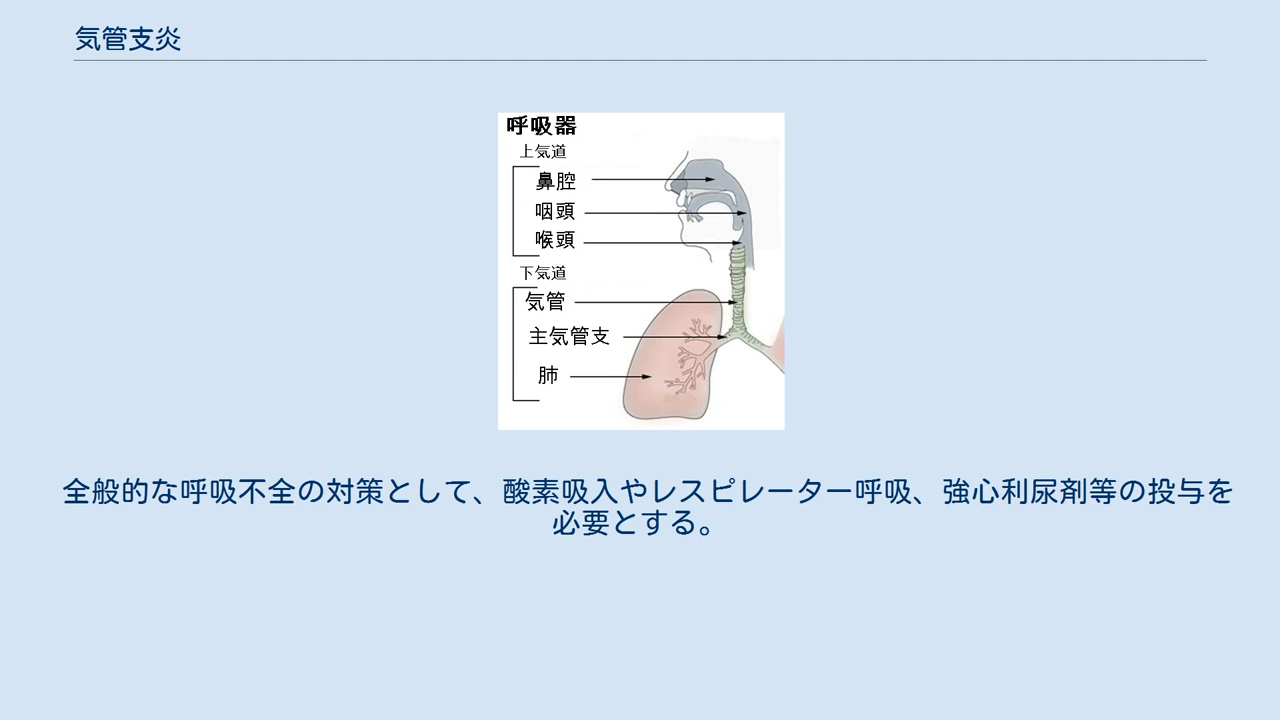 気管支炎
呼吸器
上気道
鼻腔
咽頭
喉頭
下気道
気管
主気管支
肺
全般的な呼吸不全の対策として、酸素吸入やレスピレーター呼吸、強心利尿剤等の投与を
必要とする。